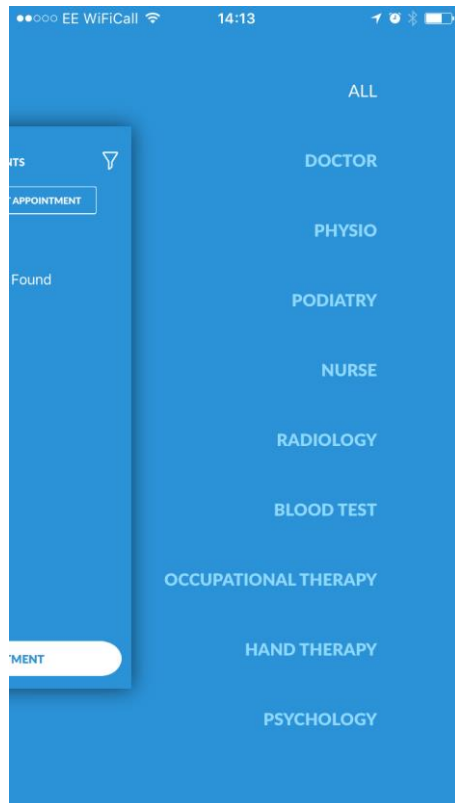 EE WiFiCall 14:13
ALL
NTS
APPOINTMENT
Found
DOCTOR
PHYSIO
PODIATRY
NURSE
RADIOLOGY
BLOOD TEST
OCCUPATIONAL THERAPY
HAND THERAPY
TMENT
PSYCHOLOGY